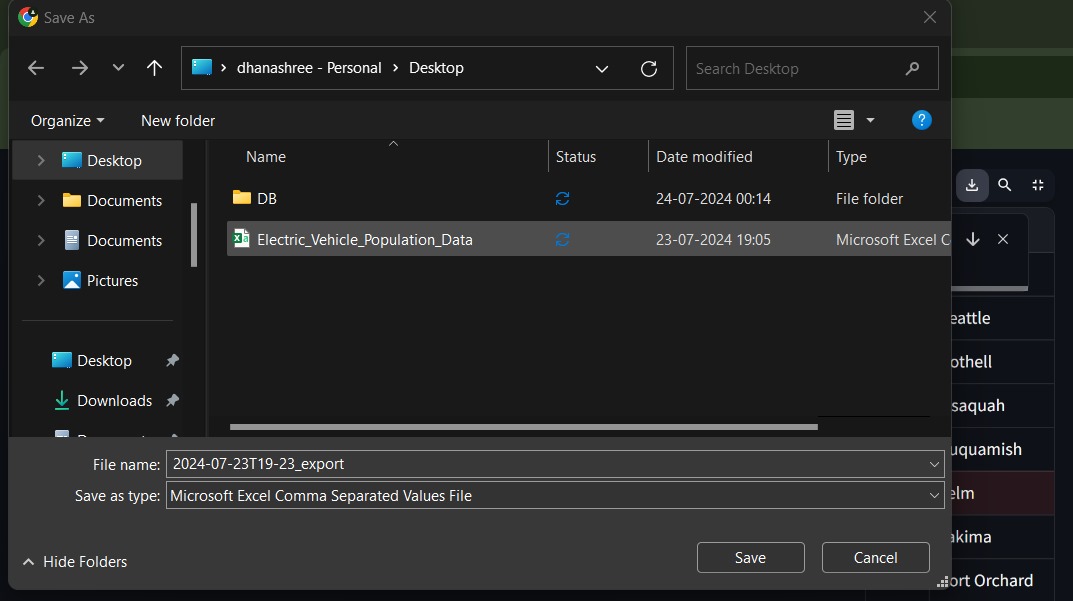 Save As
dhanashree - Personal > Desktop
Search Desktop
Organize
New folder
?
Name
Status
Date modified
Type
Desktop
Documents
Documents
Pictures
Desktop
Downloads
DB
24-07-2024 00:14
File folder
Electric_Vehicle_Population_Data
23-07-2024 19:05
Microsoft Excel C
File name: 2024-07-23T19-23_export
Save as type: Microsoft Excel Comma Separated Values File
Hide Folders
Save
Cancel
eattle
othell
saquah
uquamish
elm
akima
ort Orchard